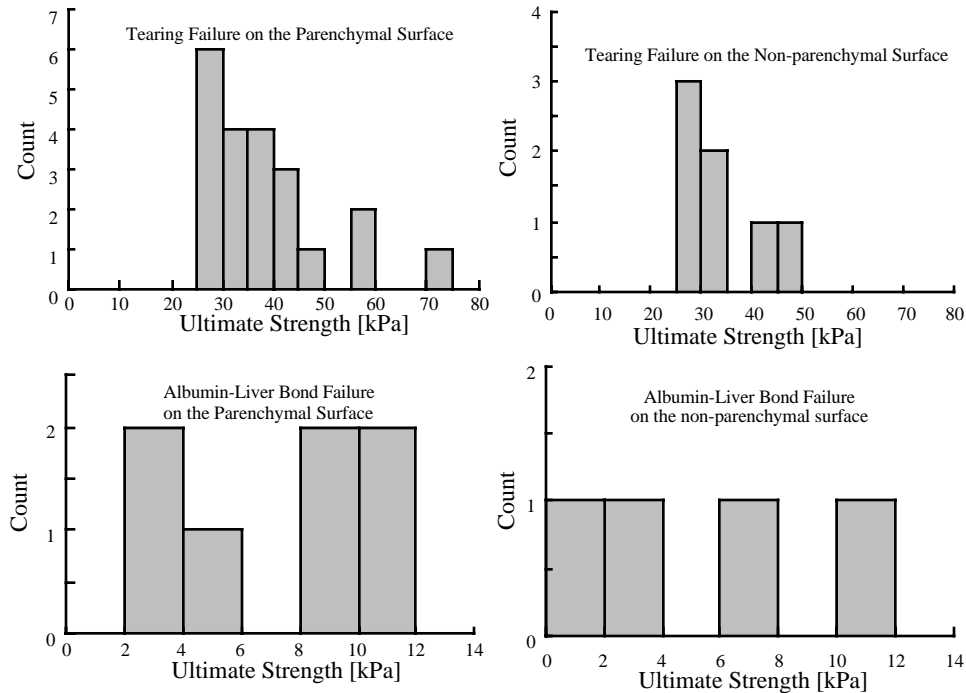 Tearing Failure on the Parenchymal Surface
Count
7
6
5
4
3
2
1
0
0 10 20 30 40 50 60 70 80
Ultimate Strength [kPa]
Tearing Failure on the Non-parenchymal Surface
Count
4
3
2
1
0
0 10 20 30 40 50 60 70 80
Ultimate Strength [kPa]
Albumin-Liver Bond Failure
on the Parenchymal Surface
Count
2
1
0
0 2 4 6 8 10 12 14
Ultimate Strength [kPa]
Albumin-Liver Bond Failure
on the non-parenchymal surface
Count
2
1
0
0 2 4 6 8 10 12 14
Ultimate Strength [kPa]